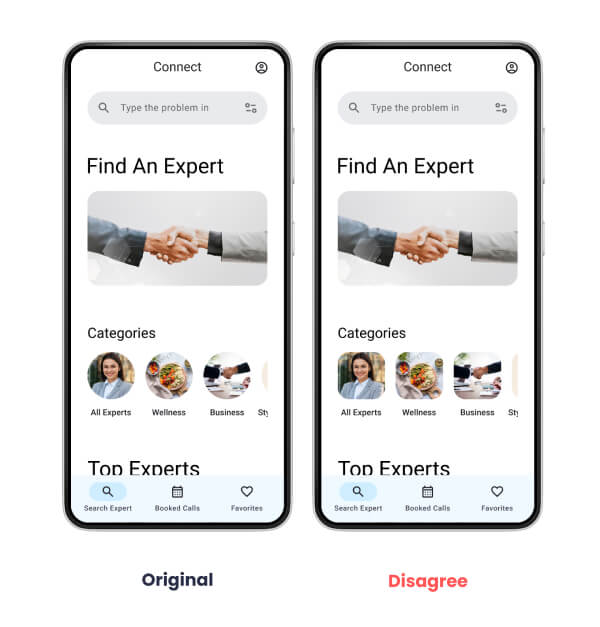 Connect
Type the problem in
Find An Expert
Categories
All Experts Wellness Business Sty
Top Experts
Search Expert Booked Calls Favorites
Original
Connect
Type the problem in
Find An Expert
Categories
All Experts Wellness Business Sty
Top Experts
Search Expert Booked Calls Favorites
Disagree